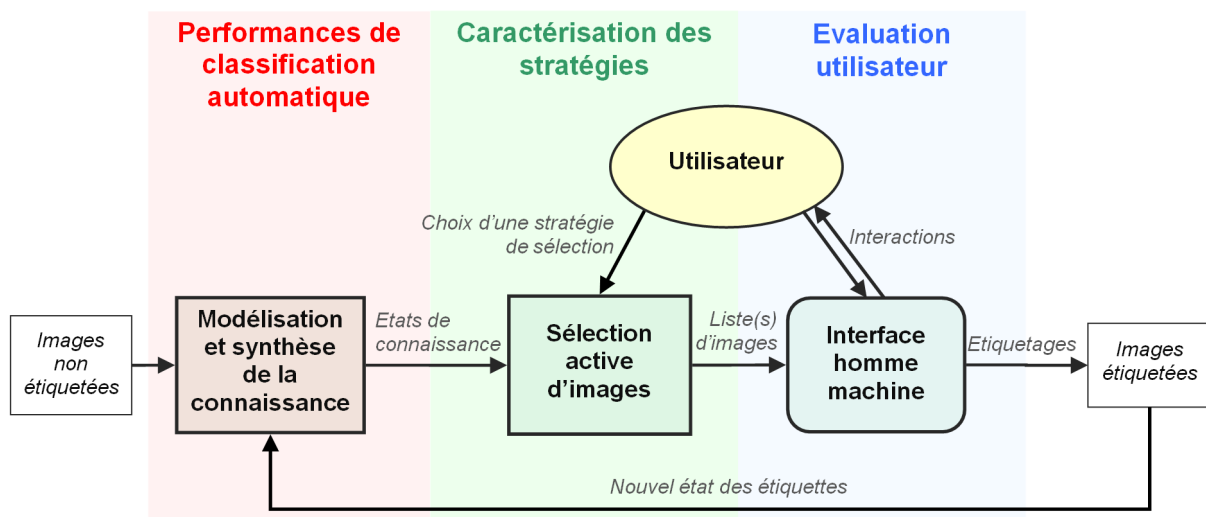 Performances de
classification
automatique
Caractérisation des
stratégies
Evaluation
utilisateur
Utilisateur
Choix d'une stratégie
de sélection
Interactions
Images
non
étiquetées
Modélisation
et synthèse
de la
connaissance
Etats de
connaissance
Sélection
active
d'images
Liste(s)
d'images
Interface
homme
machine
Etiquetages
Images
étiquetées
Nouvel état des étiquettes